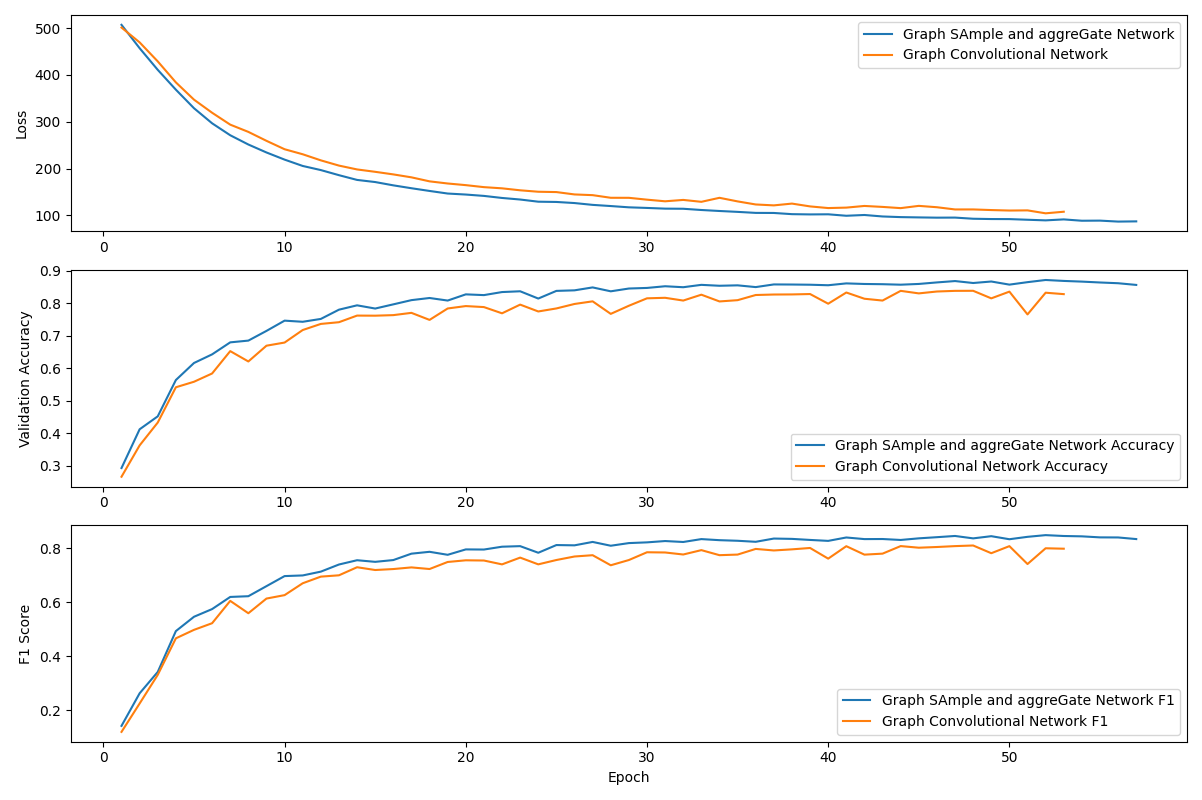 500
400
300
200
100
Loss
Graph SAmple and aggreGate Network
Graph Convolutional Network
0 10 20 30 40 50
0.9
0.8
0.7
0.6
0.5
0.4
0.3
Validation Accuracy
Graph SAmple and aggreGate Network Accuracy
Graph Convolutional Network Accuracy
0 10 20 30 40 50
0.8
0.6
0.4
0.2
F1 Score
Graph SAmple and aggreGate Network F1
Graph Convolutional Network F1
0 10 20 30 40 50
Epoch